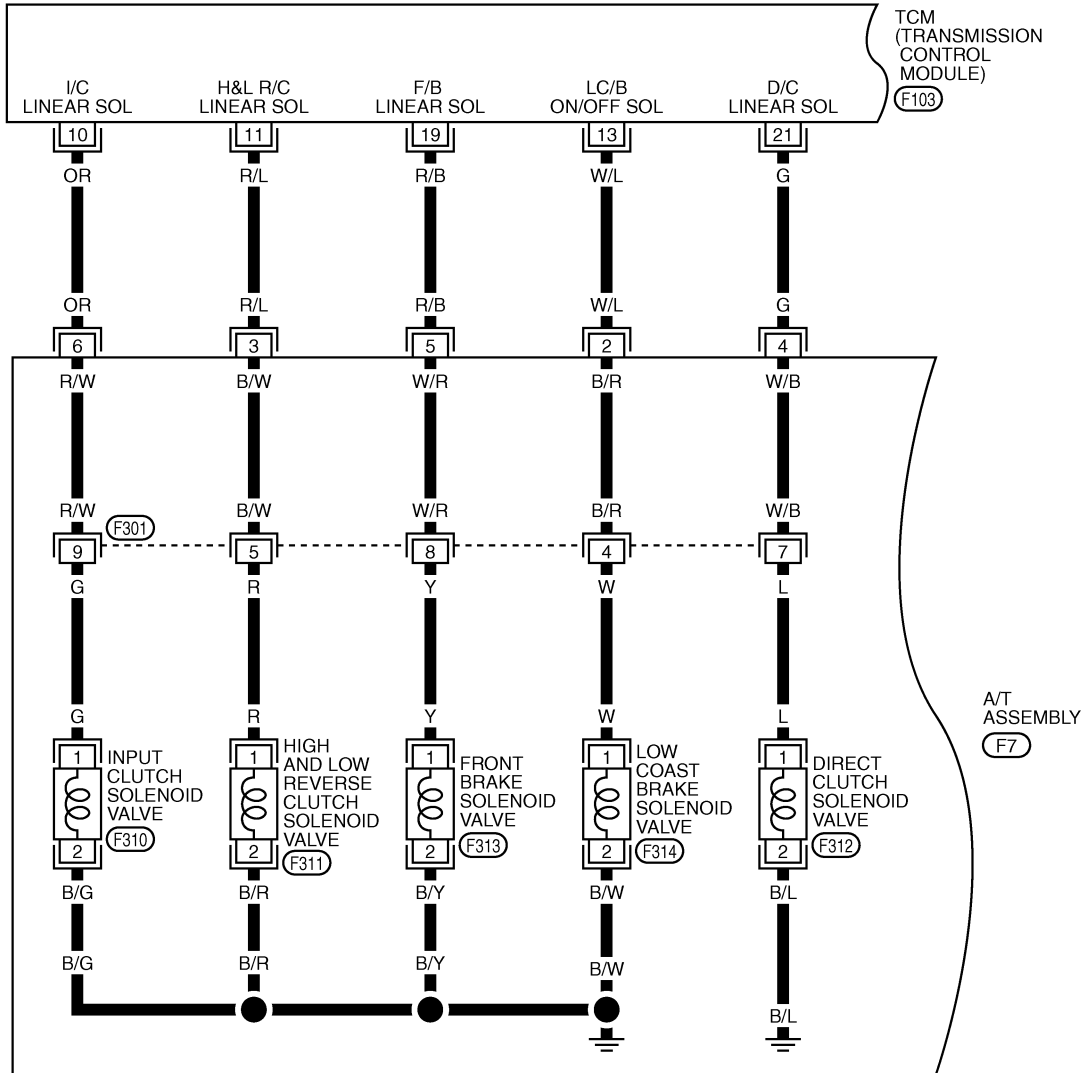 TCM
(TRANSMISSION
CONTROL
MODULE)
F103
I/C
LINEAR SOL
H&L R/C
LINEAR SOL
F/B
LINEAR SOL
LC/B
ON/OFF SOL
D/C
LINEAR SOL
10 11 19 13 21
OR R/L R/B W/L G
OR R/L R/B W/L G
6 3 5 2 4
R/W B/W W/R B/R W/B
R/W B/W W/R B/R W/B
F301
9 5 8 4 7
G R Y W L
G R Y W L
A/T
ASSEMBLY
F7
1 1 1 1 1
INPUT
CLUTCH
SOLENOID
VALVE
F310
HIGH
AND LOW
REVERSE
CLUTCH
SOLENOID
VALVE
F311
FRONT
BRAKE
SOLENOID
VALVE
F313
LOW
COAST
BRAKE
SOLENOID
VALVE
F314
DIRECT
CLUTCH
SOLENOID
VALVE
F312
2 2 2 2 2
B/G B/R B/Y B/W B/L
B/G B/R B/Y B/W
B/L